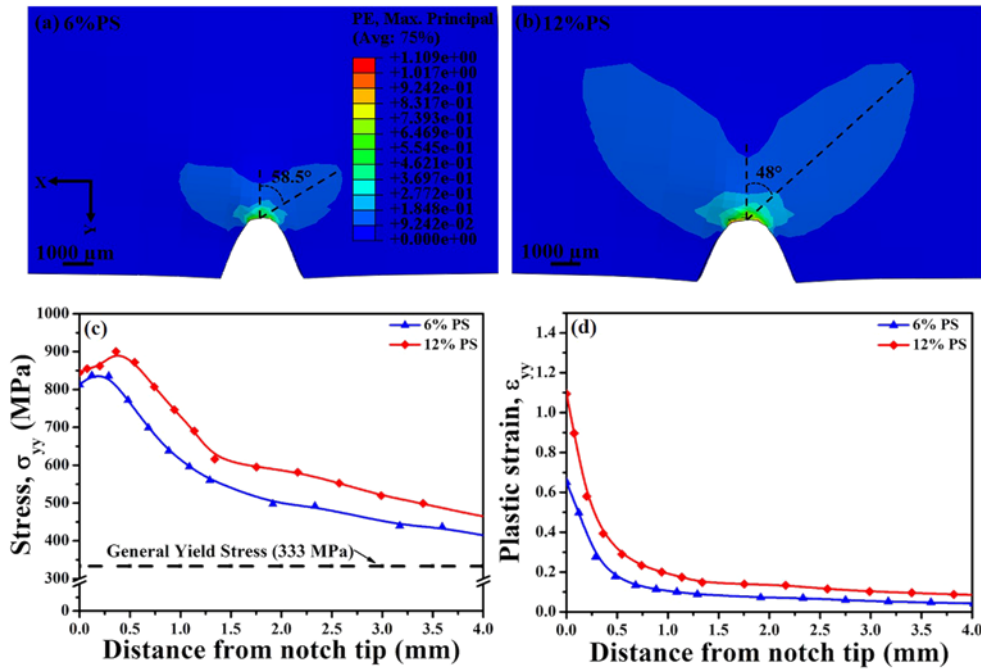 (a) 6%PS
PE, Max. Principal
(Avg: 75%)
+1.109e+00
+1.017e+00
+9.242e-01
+8.317e-01
+7.393e-01
+6.469e-01
+5.545e-01
+4.621e-01
+3.697e-01
+2.772e-01
+1.848e-01
+9.242e-02
+0.000e+00
58.5°
X
Y
1000 μm
(b) 12%PS
48°
1000 μm
(c)
6% PS
12% PS
1000
900
800
700
600
500
400
300
0
Stress, σyy (MPa)
General Yield Stress (333 MPa)
0.0 0.5 1.0 1.5 2.0 2.5 3.0 3.5 4.0
Distance from notch tip (mm)
(d)
6% PS
12% PS
1.4
1.2
1.0
0.8
0.6
0.4
0.2
0.0
Plastic strain, εyy
0.0 0.5 1.0 1.5 2.0 2.5 3.0 3.5 4.0
Distance from notch tip (mm)